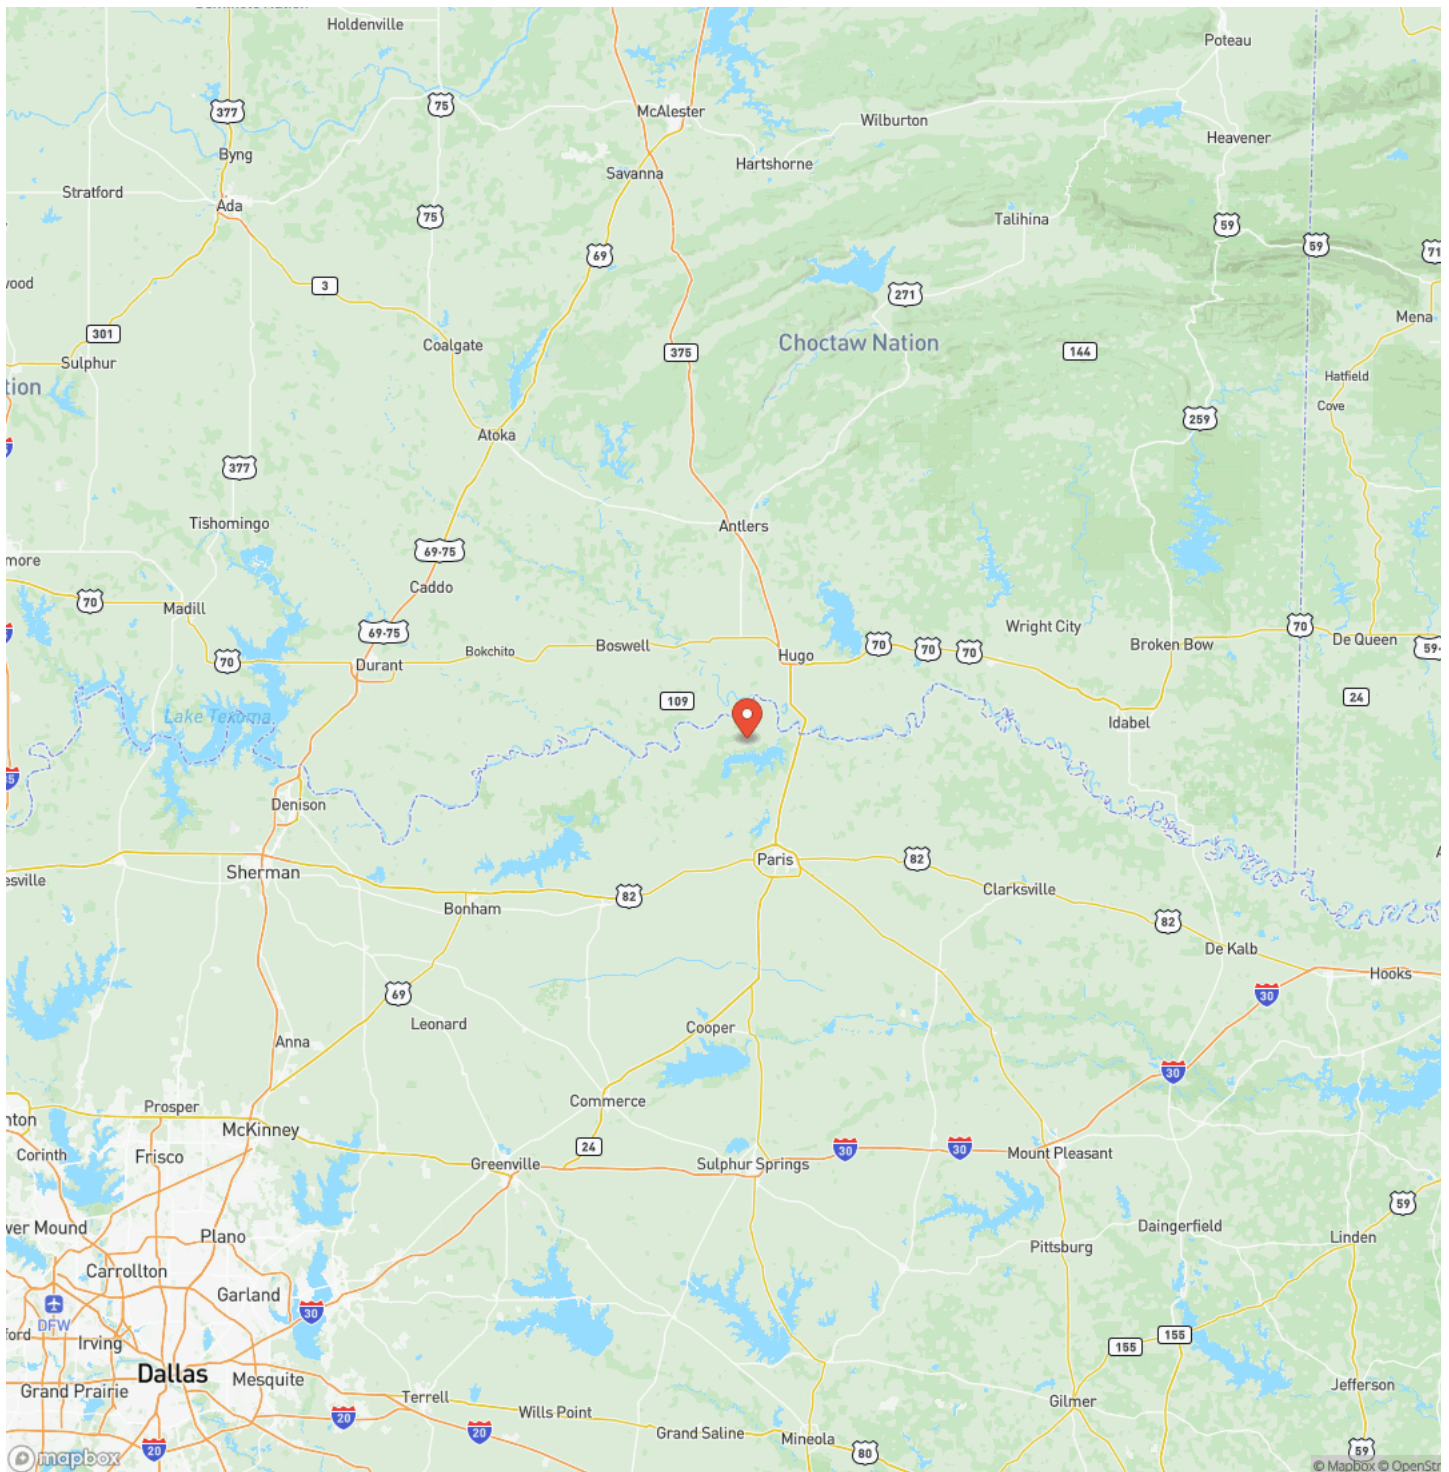 Holdenville
Poteau
377
75
McAlester
Wilburton
Heavener
Byng
Hartshorne
Savanna
Stratford
Ada
75
Talihina
59
59
71
69
3
271
wood
301
Mena
Sulphur
Coalgate
375
Choctaw Nation
144
Hatfield
tion
Cove
259
Atoka
377
Tishomingo
Antlers
69-75
more
Caddo
70
Madill
69-75
Wright City
70
De Queen
59-
70
Durant
Bokchito
Boswell
Hugo
70
70
70
Broken Bow
109
24
Lake Texoma
Idabel
35
Denison
Sherman
Paris
82
esville
Clarksville
82
Bonham
82
De Kalb
Hooks
69
30
Leonard
Cooper
Anna
30
Prosper
Commerce
nton
McKinney
Corinth
Frisco
Greenville
24
Sulphur Springs
30
30
Mount Pleasant
59
ver Mound
Plano
Daingerfield
Linden
Pittsburg
Carrollton
Garland
DFW
30
ford
Irving
155
155
Dallas
Mesquite
Grand Prairie
Terrell
Jefferson
Gilmer
20
Wills Point
20
Grand Saline
Mineola
80
20
59
mapbox
© Mapbox © OpenStr